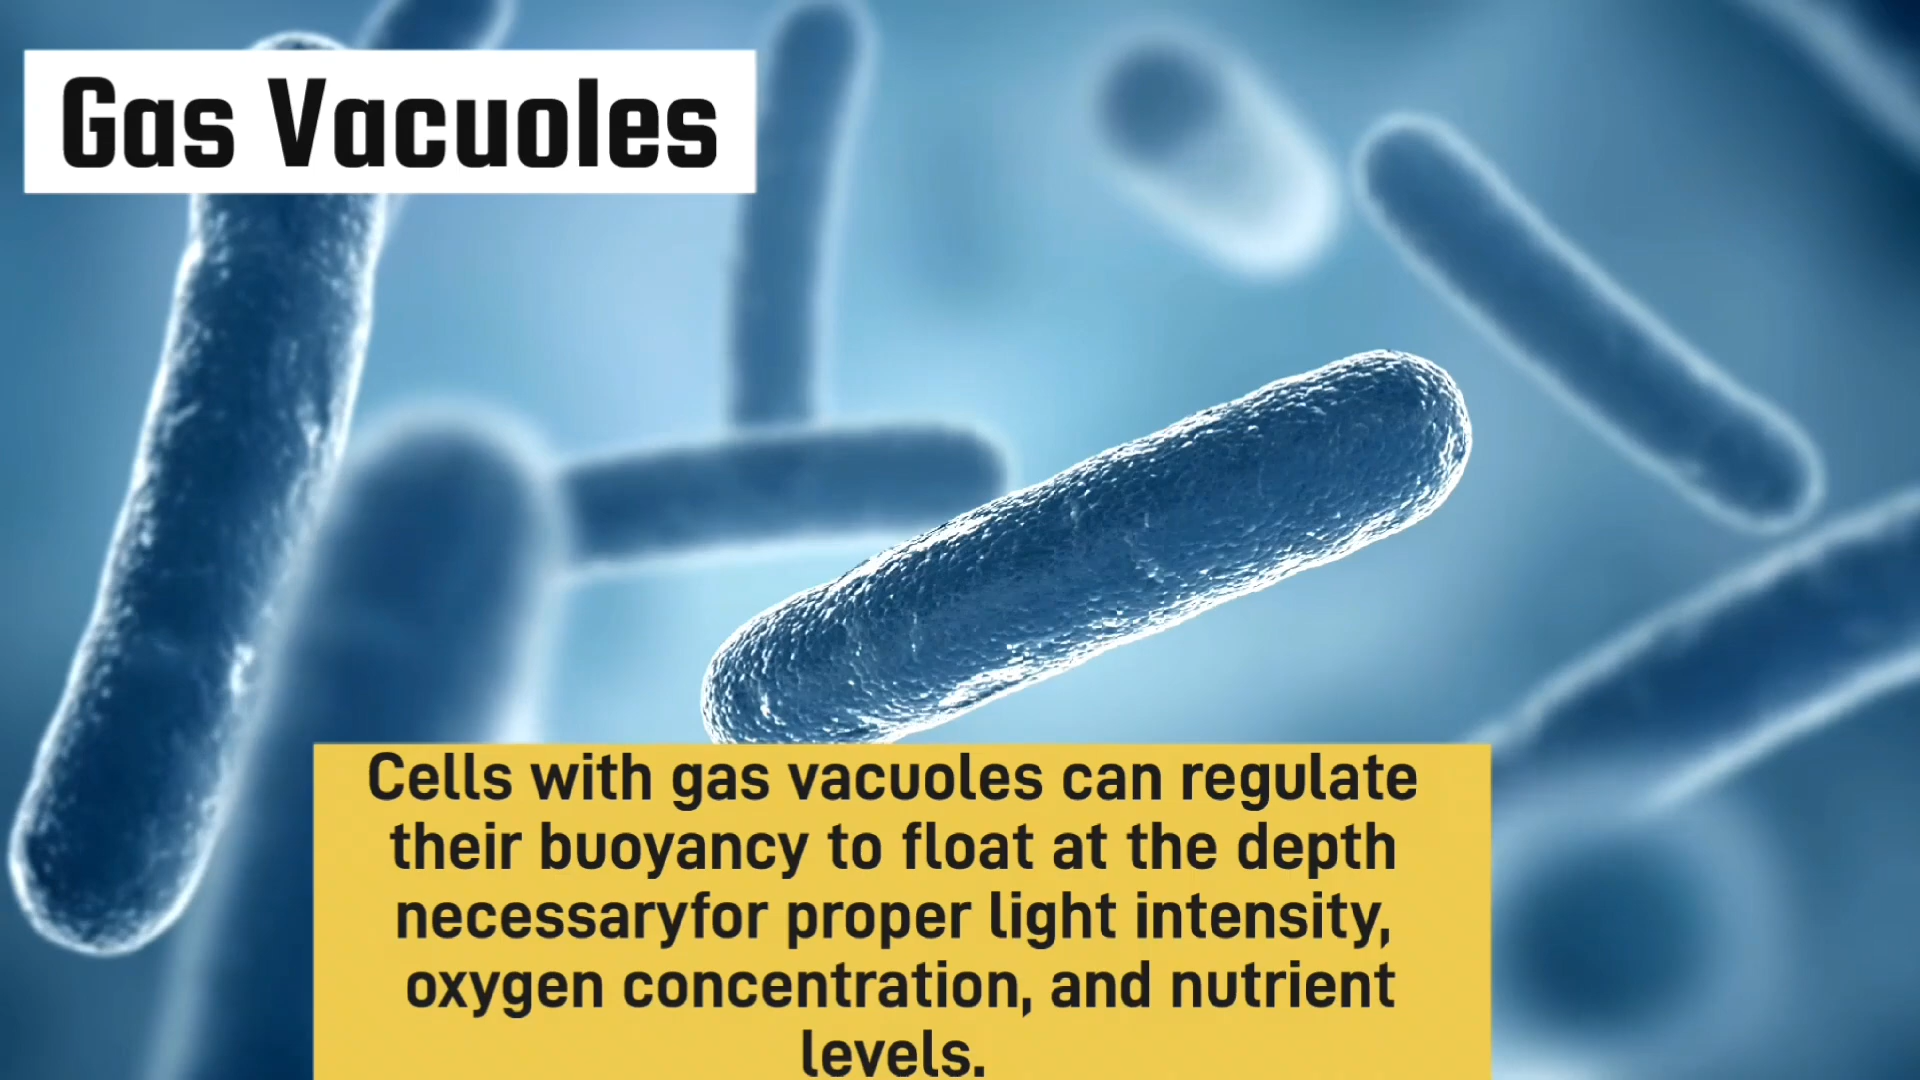 Gas Vacuoles
Cells with gas vacuoles can regulate
their buoyancy to float at the depth
necessaryfor proper light intensity,
oxygen concentration, and nutrient
levels.